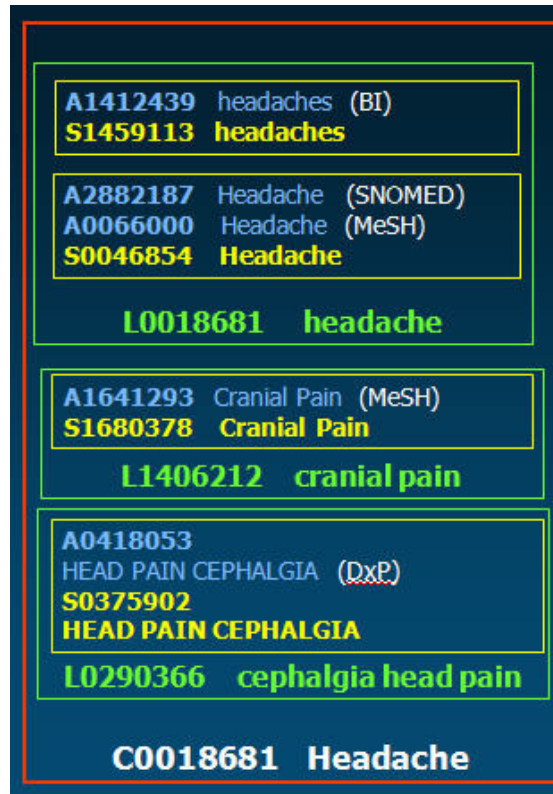 A1412439 headaches (BI)
S1459113 headaches
A2882187 Headache (SNOMED)
A0066000 Headache (MeSH)
S0046854 Headache
L0018681 headache
A1641293 Cranial Pain (MeSH)
S1680378 Cranial Pain
L1406212 cranial pain
A0418053
HEAD PAIN CEPHALGIA (DxP)
S0375902
HEAD PAIN CEPHALGIA
L0290366 cephalgia head pain
C0018681 Headache